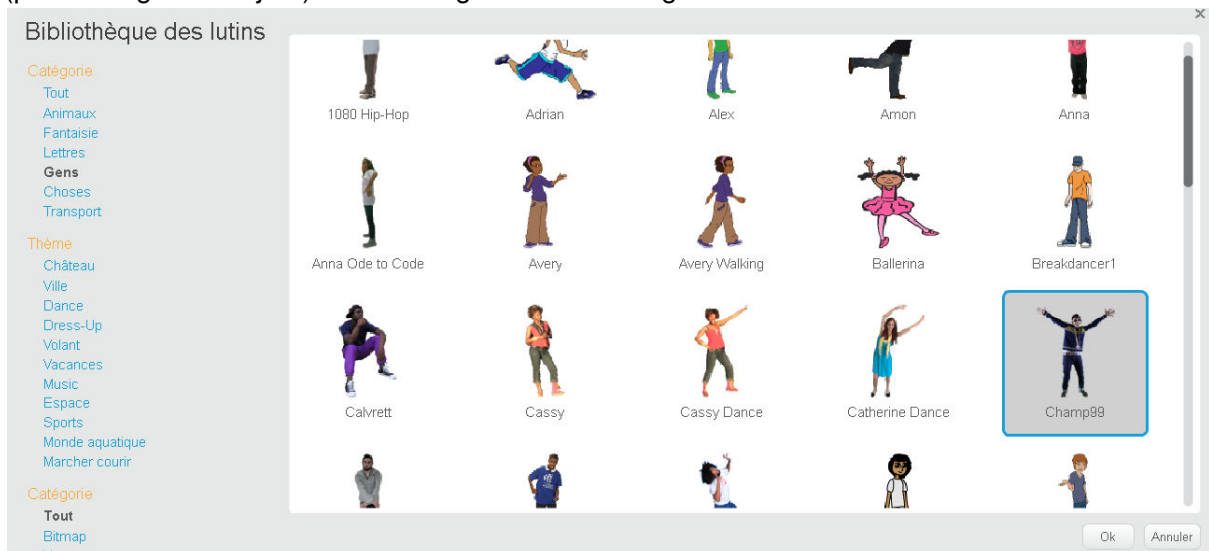 Bibliothèque des lutins
Catégorie
Tout
Animaux
Fantaisie
Lettres
Gens
Choses
Transport
Thème
Château
Ville
Dance
Dress-Up
Volant
Vacances
Music
Espace
Sports
Monde aquatique
Marcher courir
Catégorie
Tout
Bitmap
1080 Hip-Hop Adrian Alex Amon Anna
Anna Ode to Code Avery Avery Walking Ballerina Breakdancer1
Calvrett Cassy Cassy Dance Catherine Dance Champ99
Ok Annuler